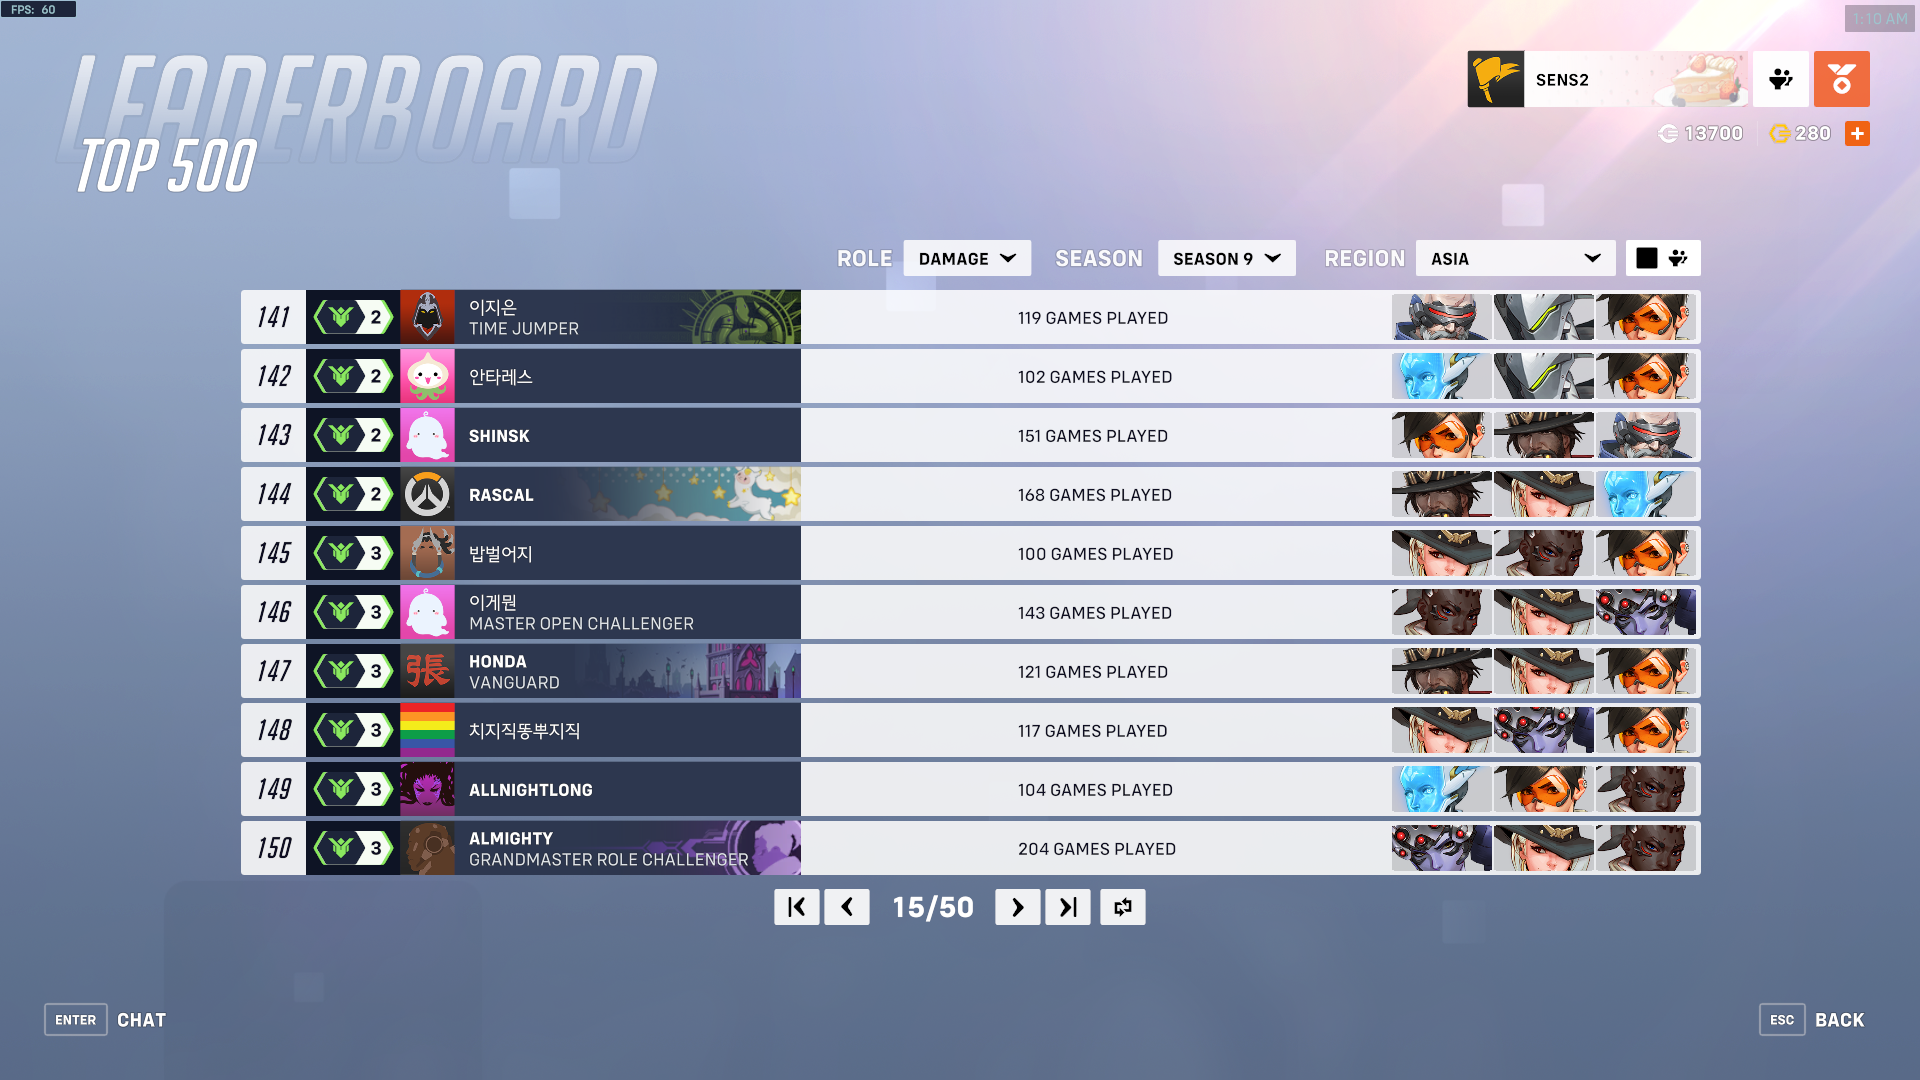 FPS: 60
1:10 AM
LEADERBOARD
TOP 500
SENS2
13700
280
ROLE DAMAGE SEASON SEASON 9 REGION ASIA
141 2 이지은 119 GAMES PLAYED
TIME JUMPER
142 2 안타레스 102 GAMES PLAYED
143 2 SHINSK 151 GAMES PLAYED
144 2 RASCAL 168 GAMES PLAYED
145 3 밥벌어지 100 GAMES PLAYED
146 3 이게뭔 143 GAMES PLAYED
MASTER OPEN CHALLENGER
147 張 3 HONDA 121 GAMES PLAYED
VANGUARD
148 3 치지직똥뿌지직 117 GAMES PLAYED
149 3 ALLNIGHTLONG 104 GAMES PLAYED
150 3 ALMIGHTY 204 GAMES PLAYED
GRANDMASTER ROLE CHALLENGER
15/50
ENTER CHAT
ESC BACK